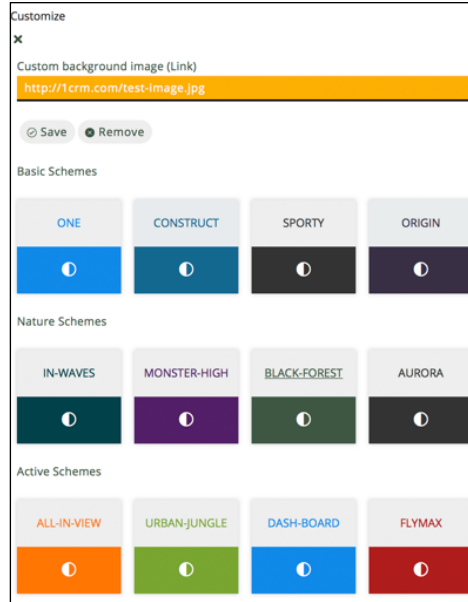 Customize
Custom background image (Link)
http://1crm.com/test-image.jpg
Save Remove
Basic Schemes
ONE CONSTRUCT SPORTY ORIGIN
Nature Schemes
IN-WAVES MONSTER-HIGH BLACK-FOREST AURORA
Active Schemes
ALL-IN-VIEW URBAN-JUNGLE DASH-BOARD FLYMAX